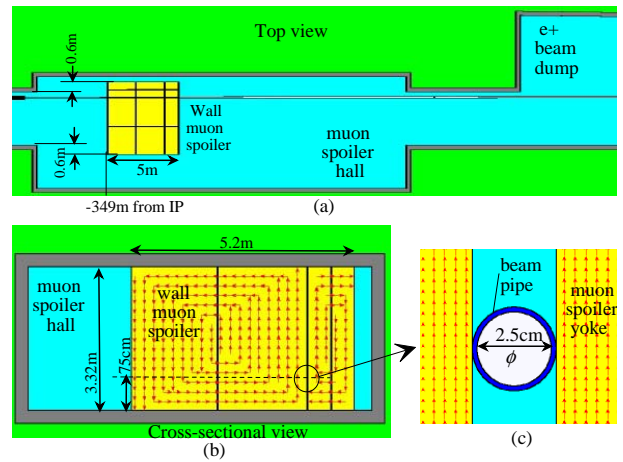 Top view
e+
beam
dump
0.6m
Wall
muon
spoiler
muon
spoiler
hall
0.6m
5m
-349m from IP
(a)
5.2m
muon
spoiler
hall
wall
muon
spoiler
3.32m
75cm
Cross-sectional view
(b)
beam
pipe
muon
spoiler
yoke
2.5cm
ϕ
(c)